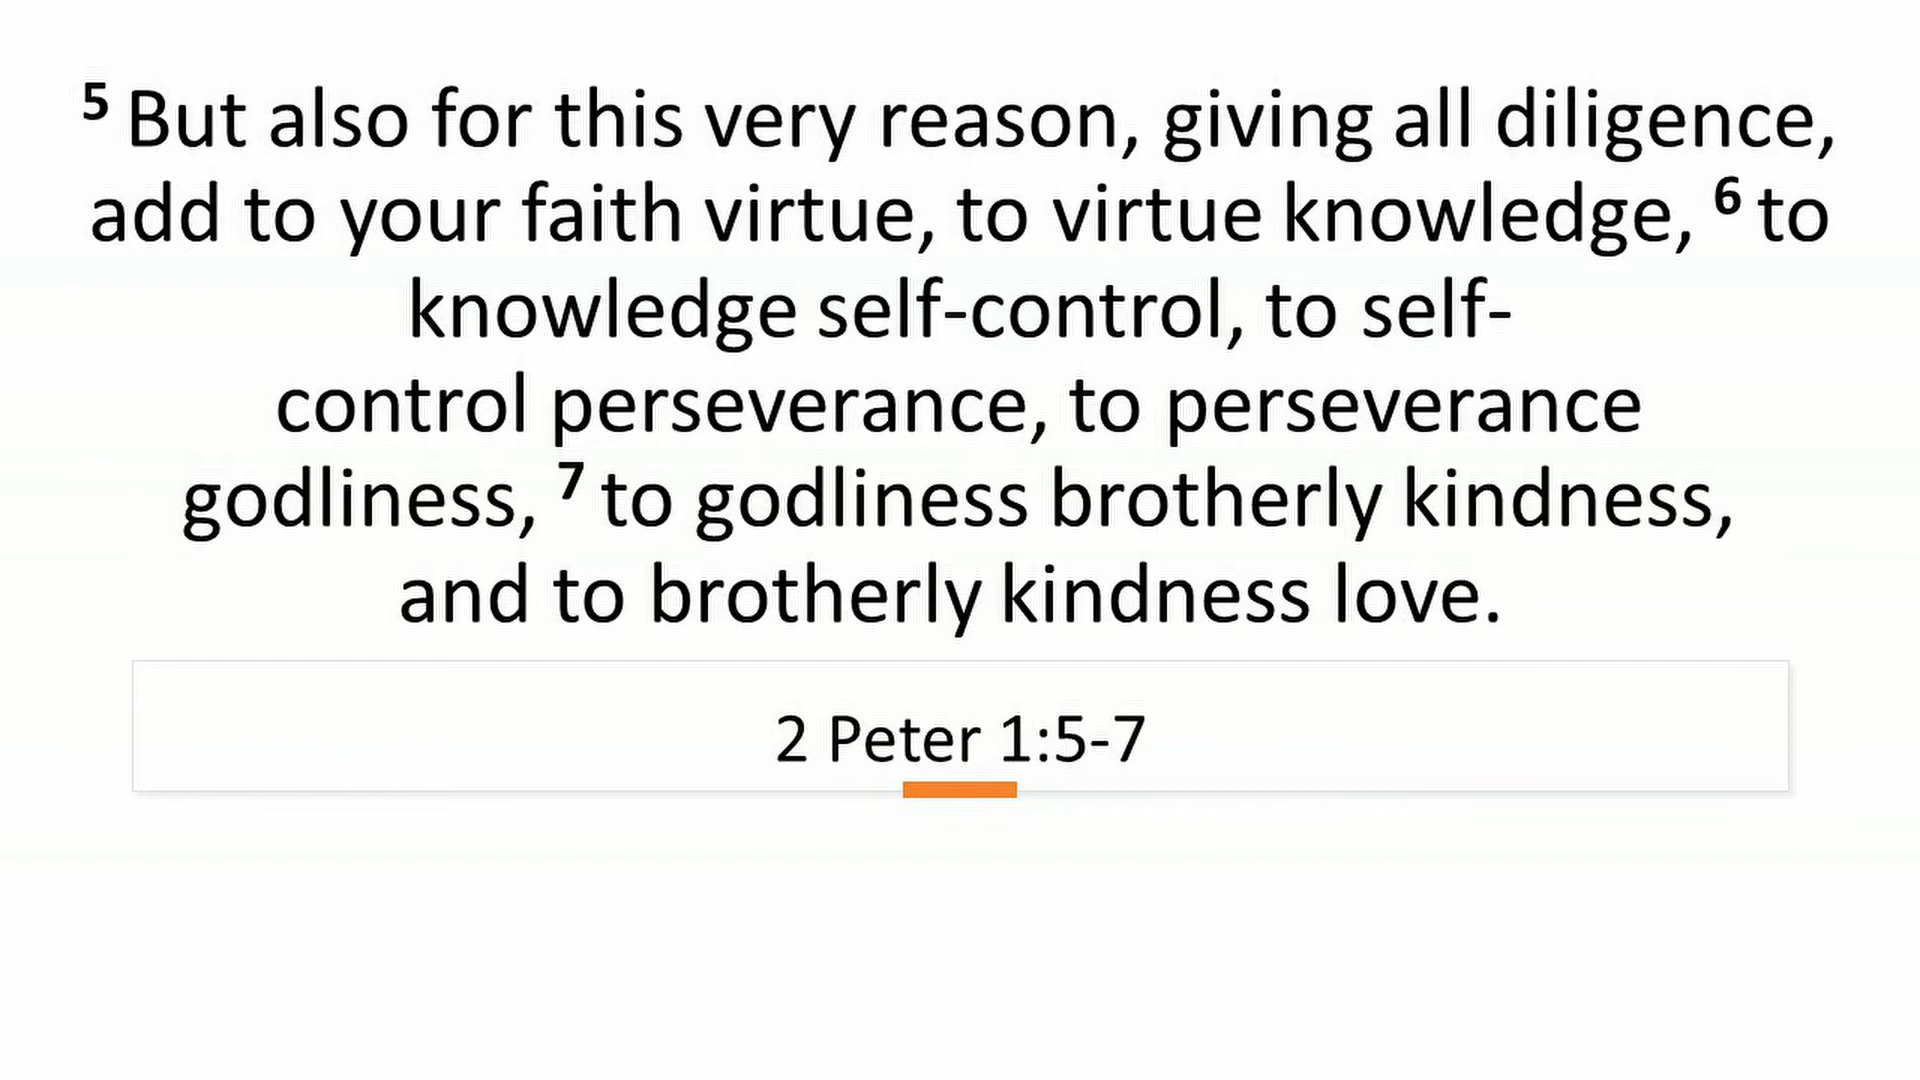 5 But also for this very reason, giving all diligence,
add to your faith virtue, to virtue knowledge, 6 to
knowledge self-control, to self-
control perseverance, to perseverance
godliness, 7 to godliness brotherly kindness,
and to brotherly kindness love.
2 Peter 1:5-7